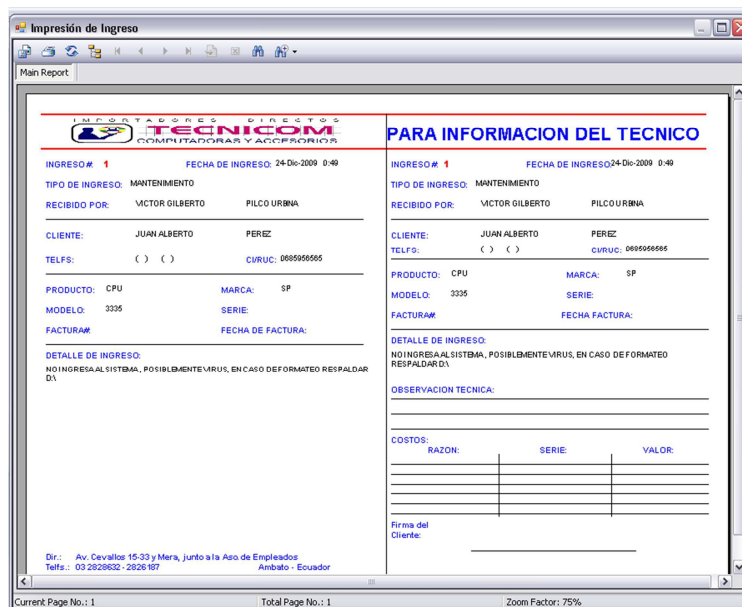 Impresión de Ingreso
Main Report
IMPORTADORES DIRECTOS
TECNICOM
COMPUTADORAS Y ACCESORIOS
INGRESO#: 1 FECHA DE INGRESO: 24-Dic-2009 0:49
TIPO DE INGRESO: MANTENIMIENTO
RECIBIDO POR: VICTOR GILBERTO PILCO URBINA
CLIENTE: JUAN ALBERTO PEREZ
TELFS: ( ) ( ) CI/RUC: 0685956565
PRODUCTO: CPU MARCA: SP
MODELO: 3335 SERIE:
FACTURA#: FECHA DE FACTURA:
DETALLE DE INGRESO:
NO INGRESA AL SISTEMA, POSIBLEMENTE VIRUS, EN CASO DE FORMATEO RESPALDAR
D:\
Dir.: Av. Cevallos 15-33 y Mera, junto a la Aso. de Empleados
Telfs.: 03 2828632 - 2826187 Ambato - Ecuador
PARA INFORMACION DEL TECNICO
INGRESO#: 1 FECHA DE INGRESO: 24-Dic-2009 0:49
TIPO DE INGRESO: MANTENIMIENTO
RECIBIDO POR: VICTOR GILBERTO PILCO URBINA
CLIENTE: JUAN ALBERTO PEREZ
TELFS: ( ) ( ) CI/RUC: 0685956565
PRODUCTO: CPU MARCA: SP
MODELO: 3335 SERIE:
FACTURA#: FECHA FACTURA:
DETALLE DE INGRESO:
NO INGRESA AL SISTEMA, POSIBLEMENTE VIRUS, EN CASO DE FORMATEO
RESPALDAR D:\
OBSERVACION TECNICA:
COSTOS:
RAZON: SERIE: VALOR:
Firma del
Cliente:
Current Page No.: 1 Total Page No.: 1 Zoom Factor: 75%